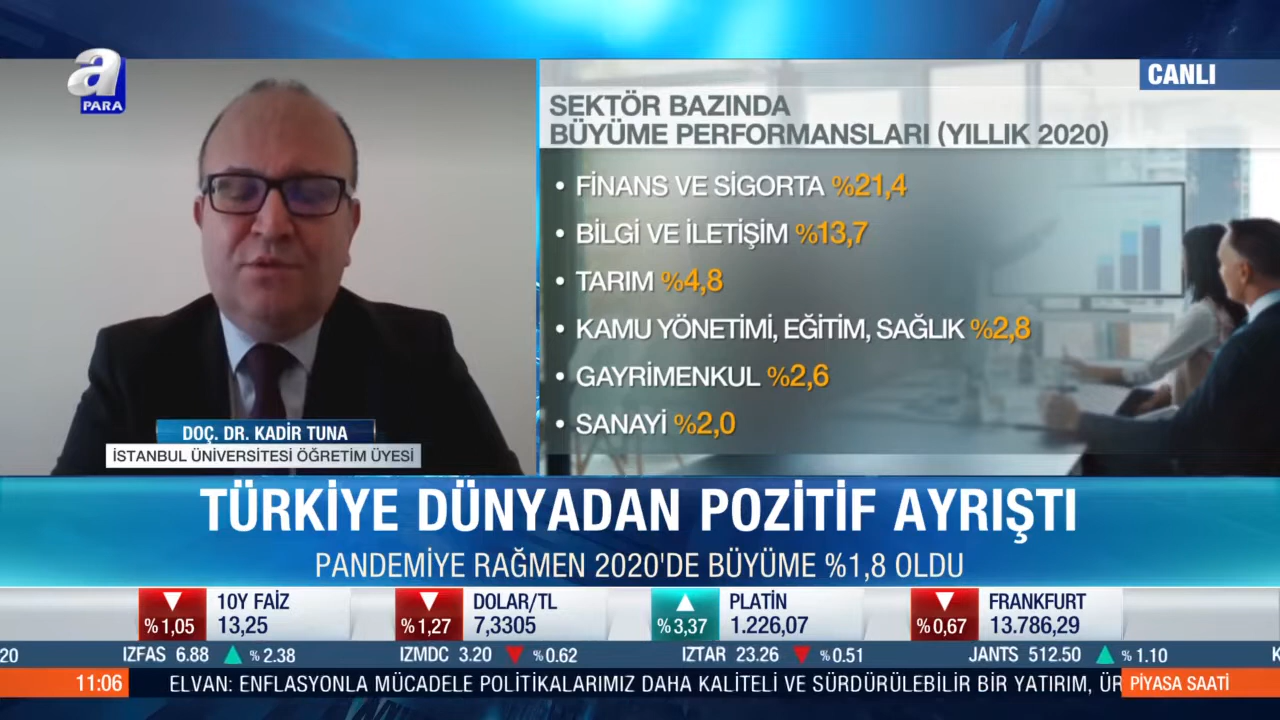 a
PARA
CANLI
SEKTÖR BAZINDA
BÜYÜME PERFORMANSLARI (YILLIK 2020)
• FİNANS VE SİGORTA %21,4
• BİLGİ VE İLETİŞİM %13,7
• TARIM %4,8
• KAMU YÖNETİMİ, EĞİTİM, SAĞLIK %2,8
• GAYRİMENKUL %2,6
• SANAYİ %2,0
DOÇ. DR. KADİR TUNA
İSTANBUL ÜNİVERSİTESİ ÖĞRETİM ÜYESİ
TÜRKİYE DÜNYADAN POZİTİF AYRIŞTI
PANDEMİYE RAĞMEN 2020'DE BÜYÜME %1,8 OLDU
10Y FAİZ DOLAR/TL PLATİN FRANKFURT
%1,05 13,25 %1,27 7,3305 %3,37 1.226,07 %0,67 13.786,29
20 IZFAS 6.88 %2.38 IZMDC 3.20 %0.62 IZTAR 23.26 %0.51 JANTS 512.50 %1.10 K
11:06 ELVAN: ENFLASYONLA MÜCADELE POLİTİKALARIMIZ DAHA KALİTELİ VE SÜRDÜRÜLEBİLİR BİR YATIRIM, ÜR PİYASA SAATİ